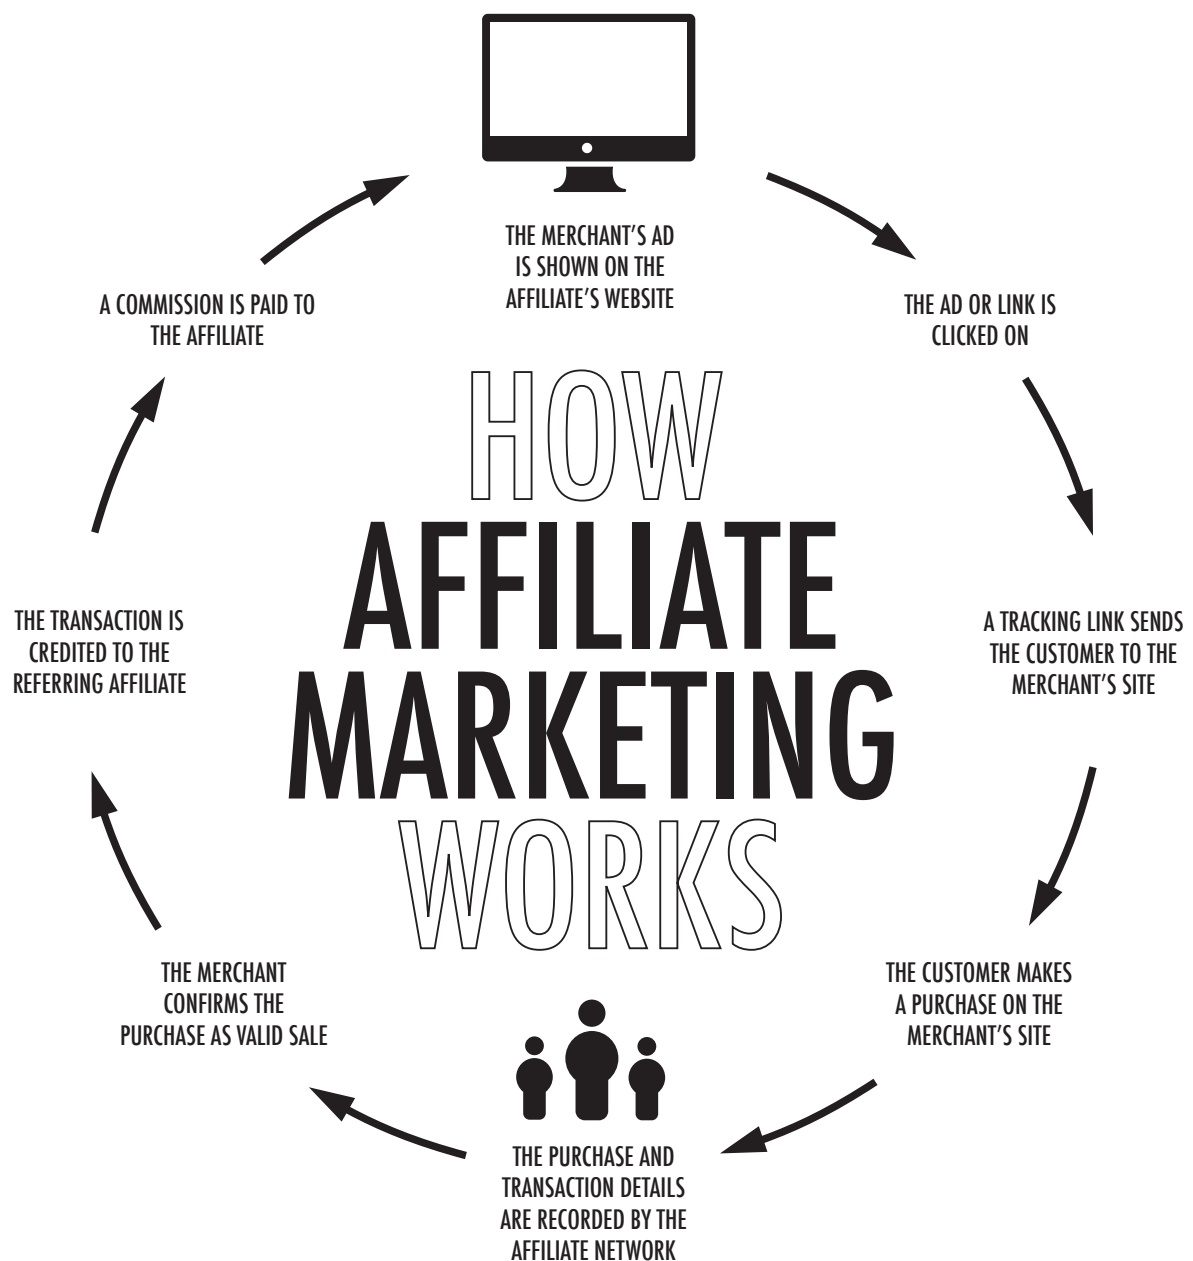 THE MERCHANT'S AD
IS SHOWN ON THE
AFFILIATE'S WEBSITE
THE AD OR LINK IS
CLICKED ON
A TRACKING LINK SENDS
THE CUSTOMER TO THE
MERCHANT'S SITE
THE CUSTOMER MAKES
A PURCHASE ON THE
MERCHANT'S SITE
THE PURCHASE AND
TRANSACTION DETAILS
ARE RECORDED BY THE
AFFILIATE NETWORK
THE MERCHANT
CONFIRMS THE
PURCHASE AS VALID SALE
THE TRANSACTION IS
CREDITED TO THE
REFERRING AFFILIATE
A COMMISSION IS PAID TO
THE AFFILIATE
HOW
AFFILIATE
MARKETING
WORKS